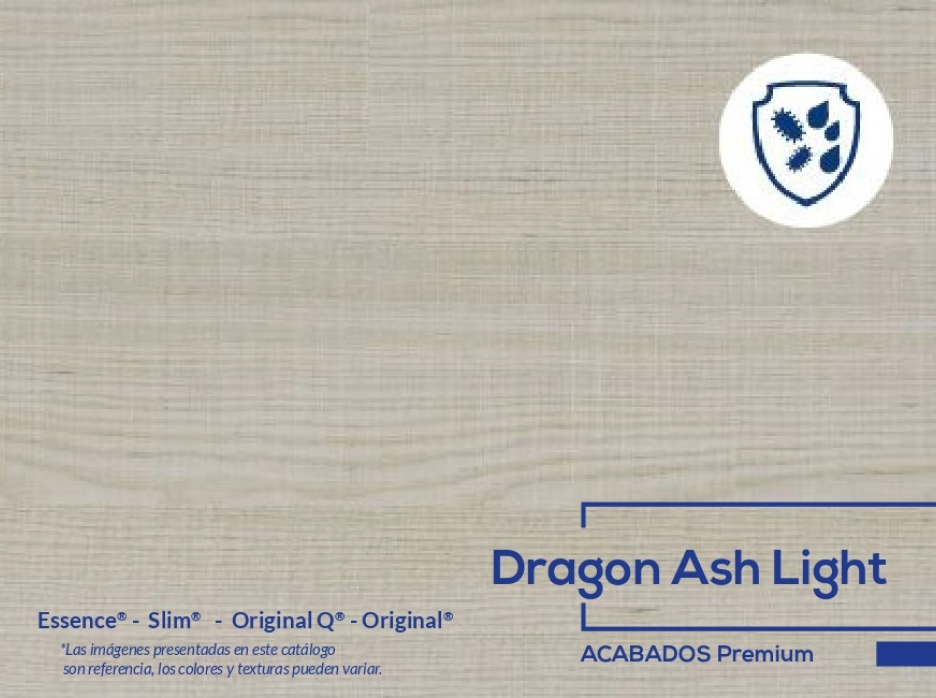 Dragon Ash Light
Essence® - Slim® - Original Q® - Original®
*Las imágenes presentadas en este catálogo
son referencia, los colores y texturas pueden variar.
ACABADOS Premium